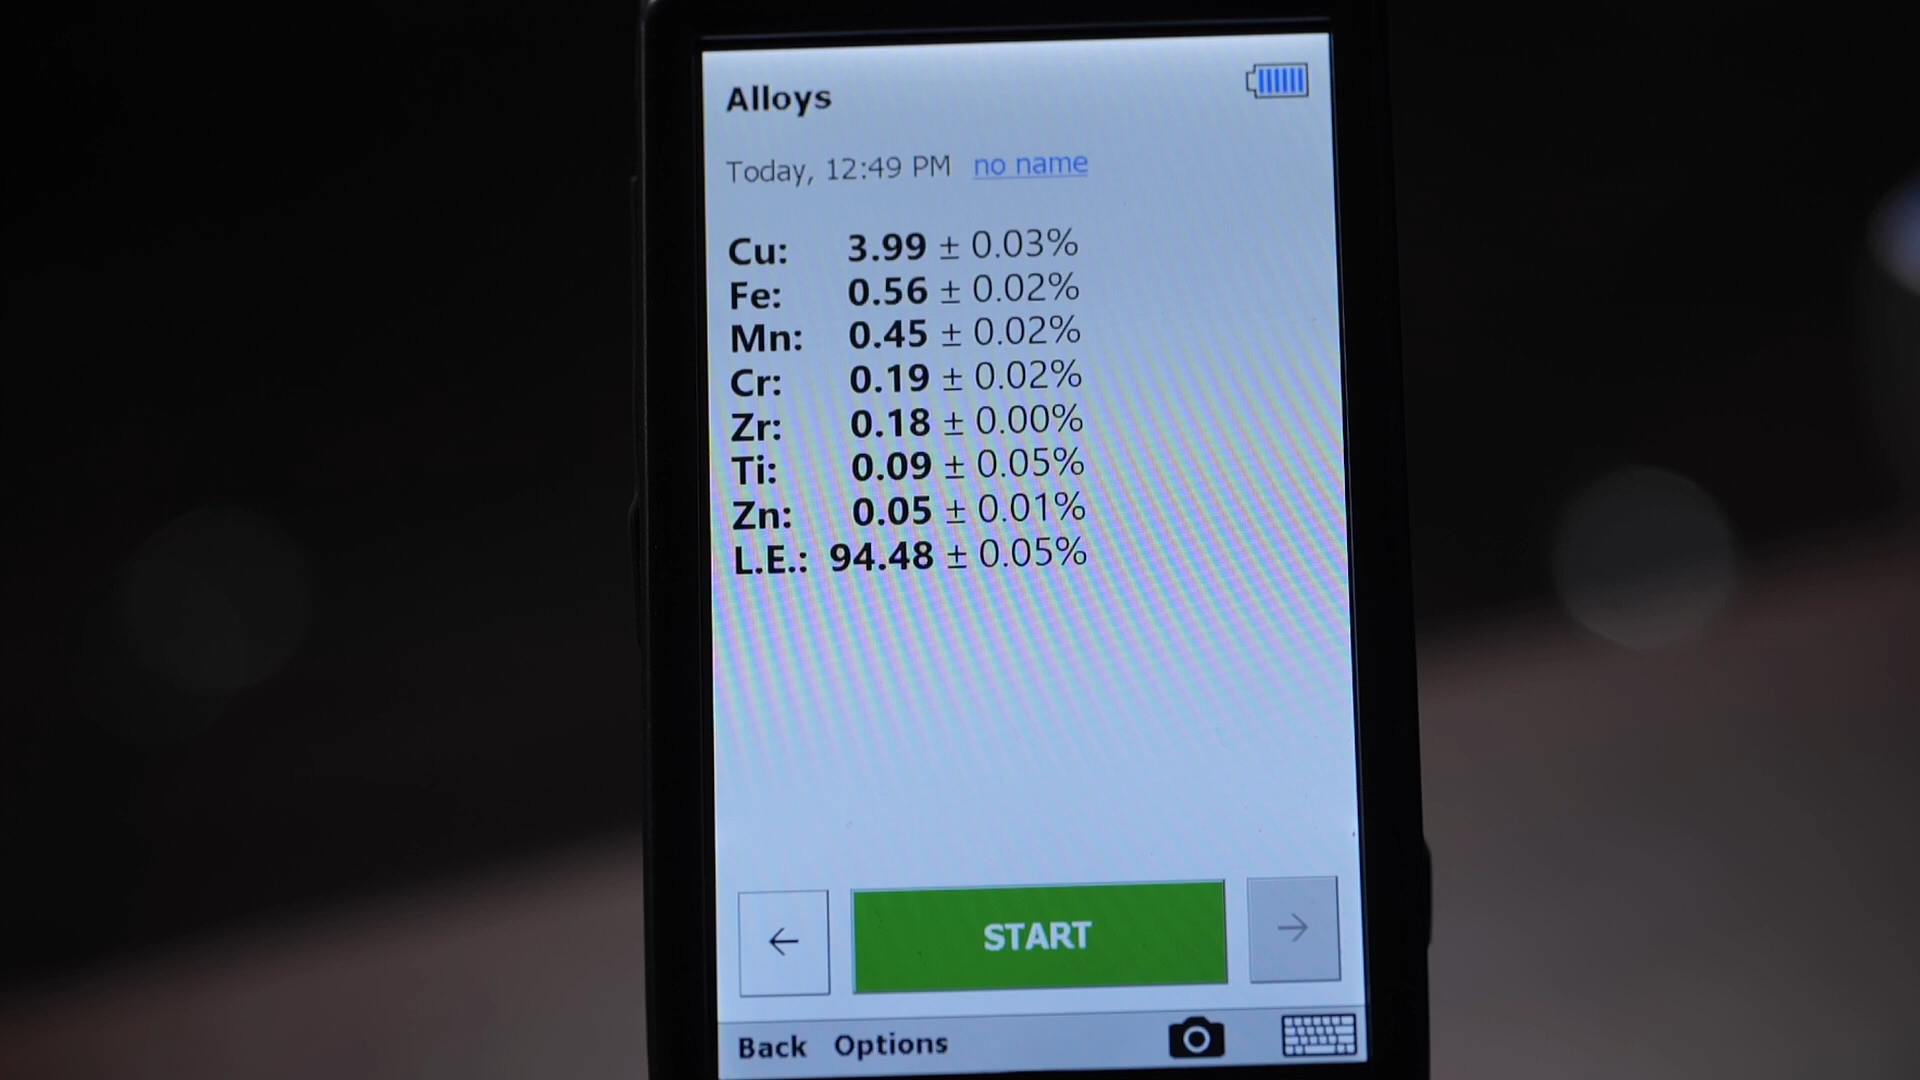 Alloys
Today, 12:49 PM no name
Cu: 3.99 ± 0.03%
Fe: 0.56 ± 0.02%
Mn: 0.45 ± 0.02%
Cr: 0.19 ± 0.02%
Zr: 0.18 ± 0.00%
Ti: 0.09 ± 0.05%
Zn: 0.05 ± 0.01%
L.E.: 94.48 ± 0.05%
← START →
Back Options